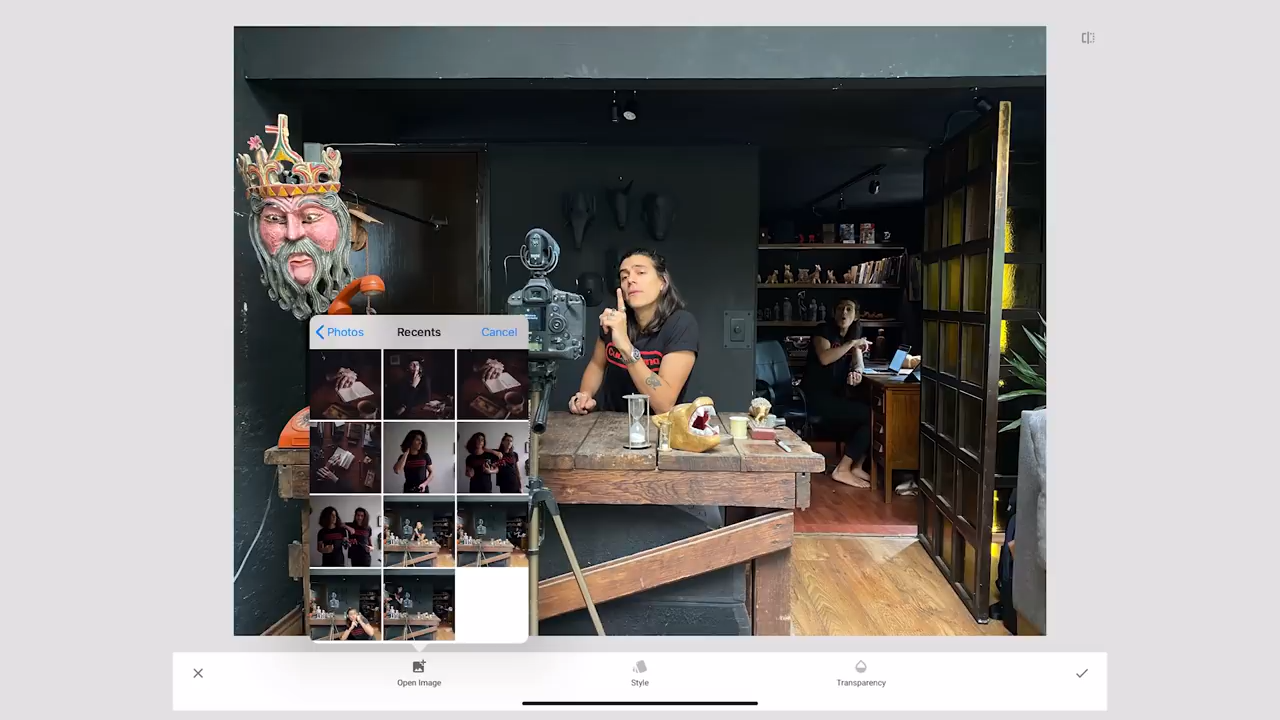 Photos
Recents
Cancel
Open Image
Style
Transparency